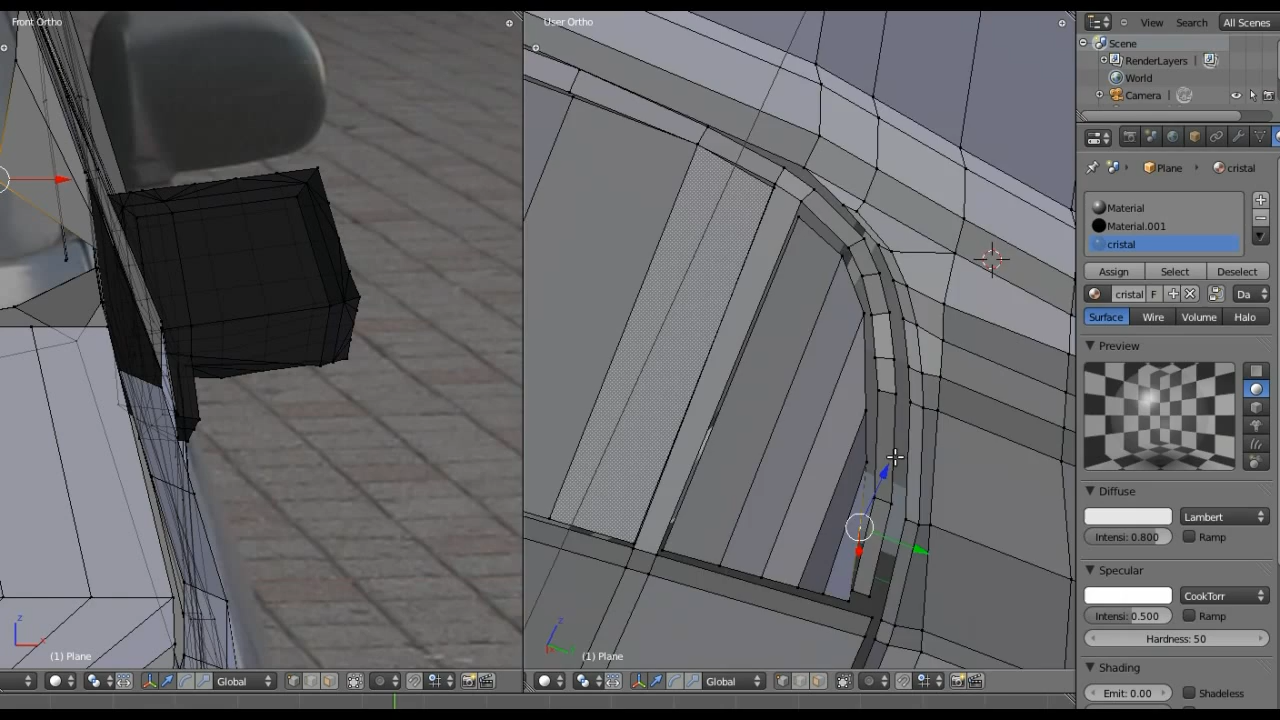 Front Ortho
User Ortho
View Search All Scenes
Scene
RenderLayers
World
Camera
Plane cristal
Material
Material.001
cristal
Assign Select Deselect
cristal F Da
Surface Wire Volume Halo
Preview
Diffuse
Lambert
Intensi: 0.800 Ramp
Specular
CookTorr
Intensi: 0.500 Ramp
Hardness: 50
Shading
Emit: 0.00 Shadeless
z
x
(1) Plane
z
(1) Plane
Global
Global